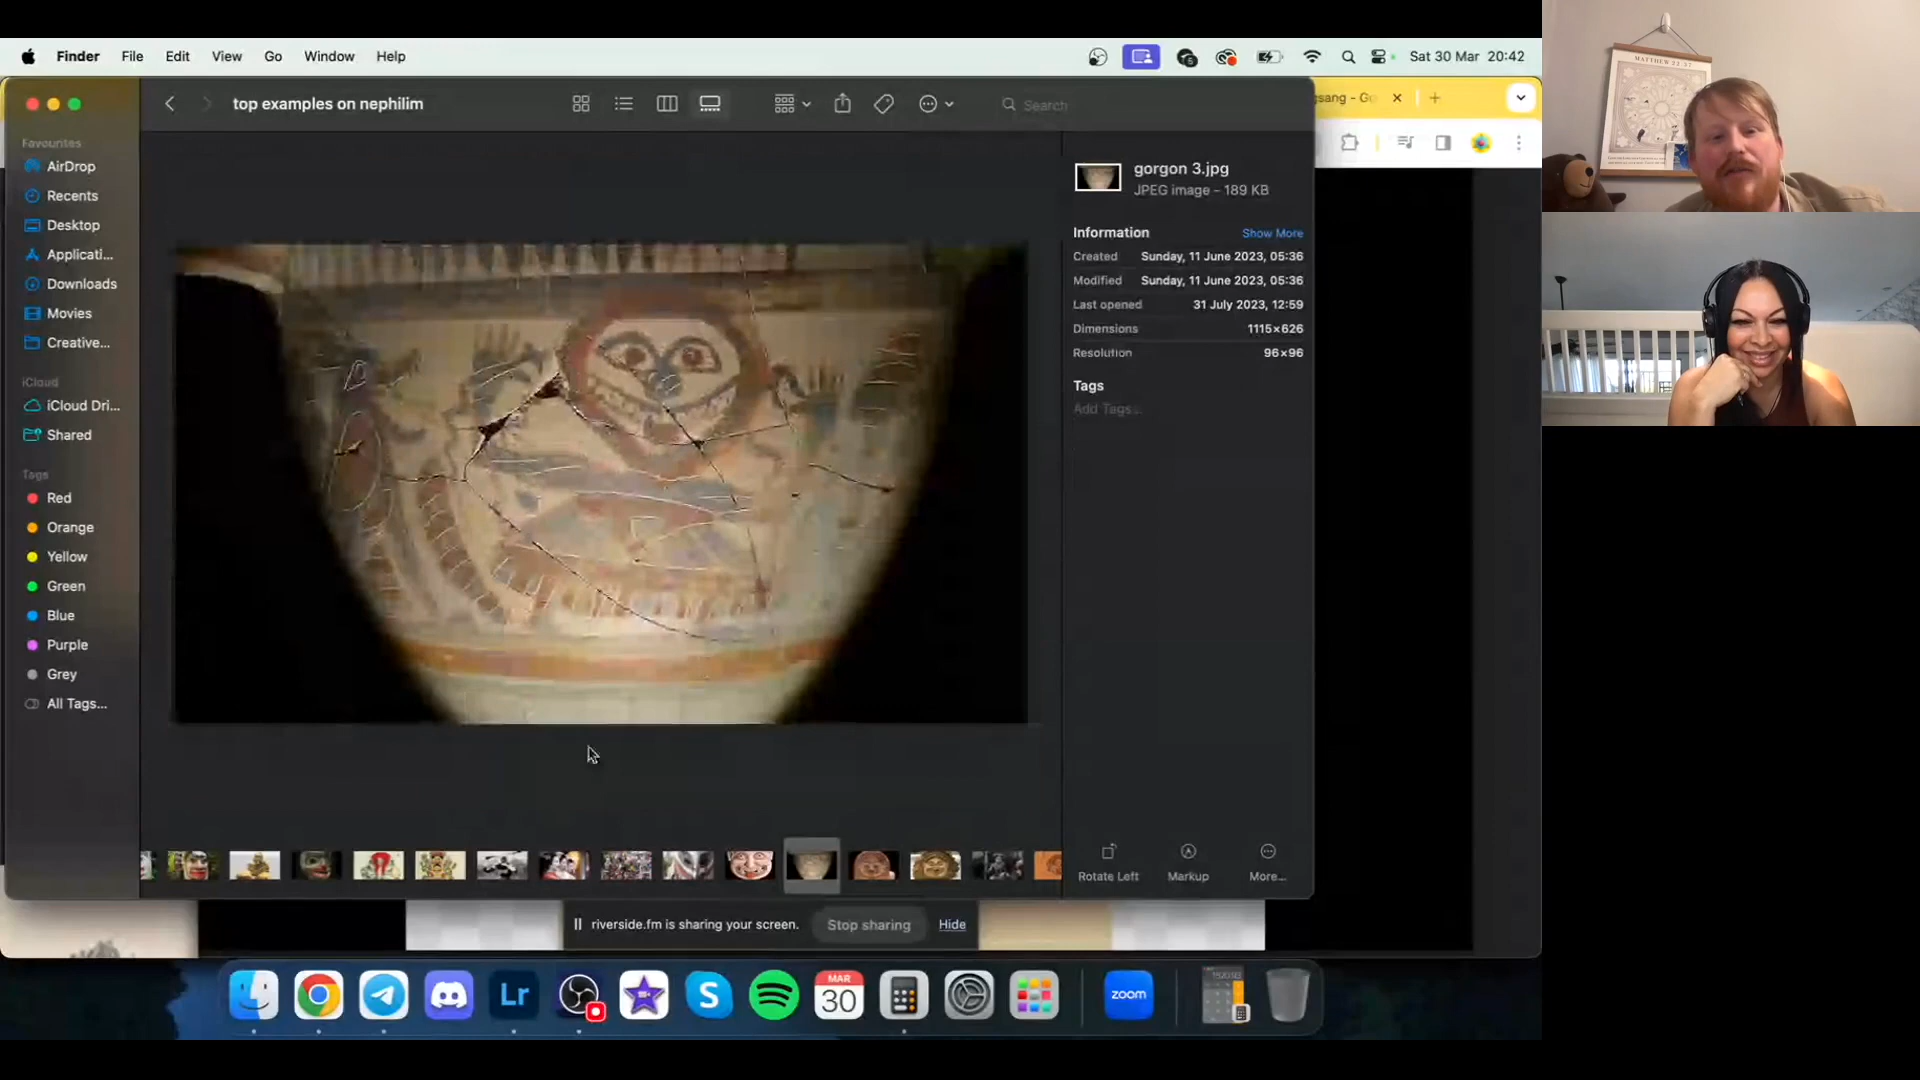 Finder File Edit View Go Window Help Sat 30 Mar 20:42
top examples on nephilim
Search
Favourites
AirDrop
Recents
Desktop
Applicati...
Downloads
Movies
Creative...
iCloud
iCloud Dri...
Shared
Tags
Red
Orange
Yellow
Green
Blue
Purple
Grey
All Tags...
gorgon 3.jpg
JPEG image – 189 KB
Information Show More
Created Sunday, 11 June 2023, 05:36
Modified Sunday, 11 June 2023, 05:36
Last opened 31 July 2023, 12:59
Dimensions 1115×626
Resolution 96×96
Tags
Add Tags...
Rotate Left Markup More...
riverside.fm is sharing your screen. Stop sharing Hide
Lr
S
MAR
30
zoom
MATTHEW 22:37